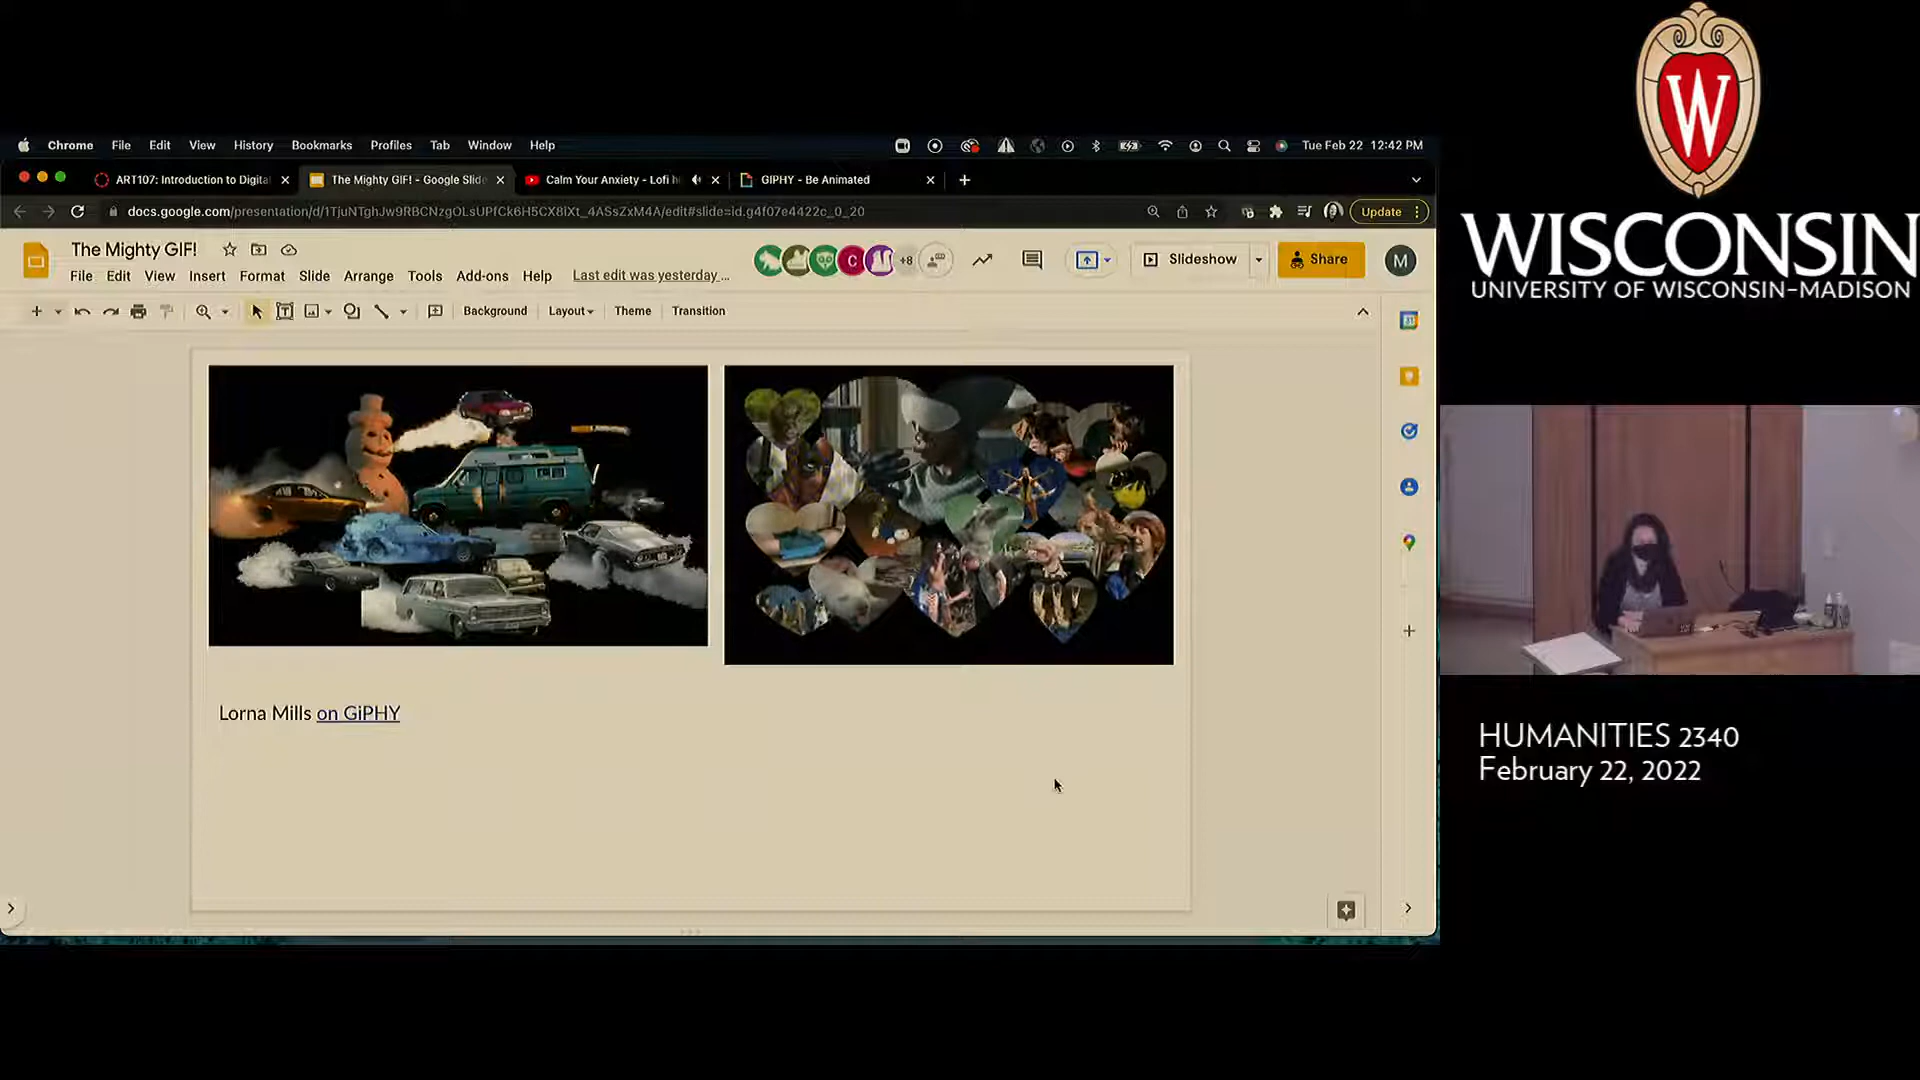 Chrome File Edit View History Bookmarks Profiles Tab Window Help Tue Feb 22 12:42 PM
ART107: Introduction to Digita The Mighty GIF! - Google Slide Calm Your Anxiety - Lofi h GIPHY - Be Animated
docs.google.com/presentation/d/1TjuNTghJw9RBCNzgOLsUPfCk6H5CX8iXt_4ASsZxM4A/edit#slide=id.g4f07e4422c_0_20 Update
The Mighty GIF!
File Edit View Insert Format Slide Arrange Tools Add-ons Help Last edit was yesterday ...
C +8 Slideshow Share M
Background Layout Theme Transition
Lorna Mills on GiPHY
W
WISCONSIN
UNIVERSITY OF WISCONSIN–MADISON
HUMANITIES 2340
February 22, 2022